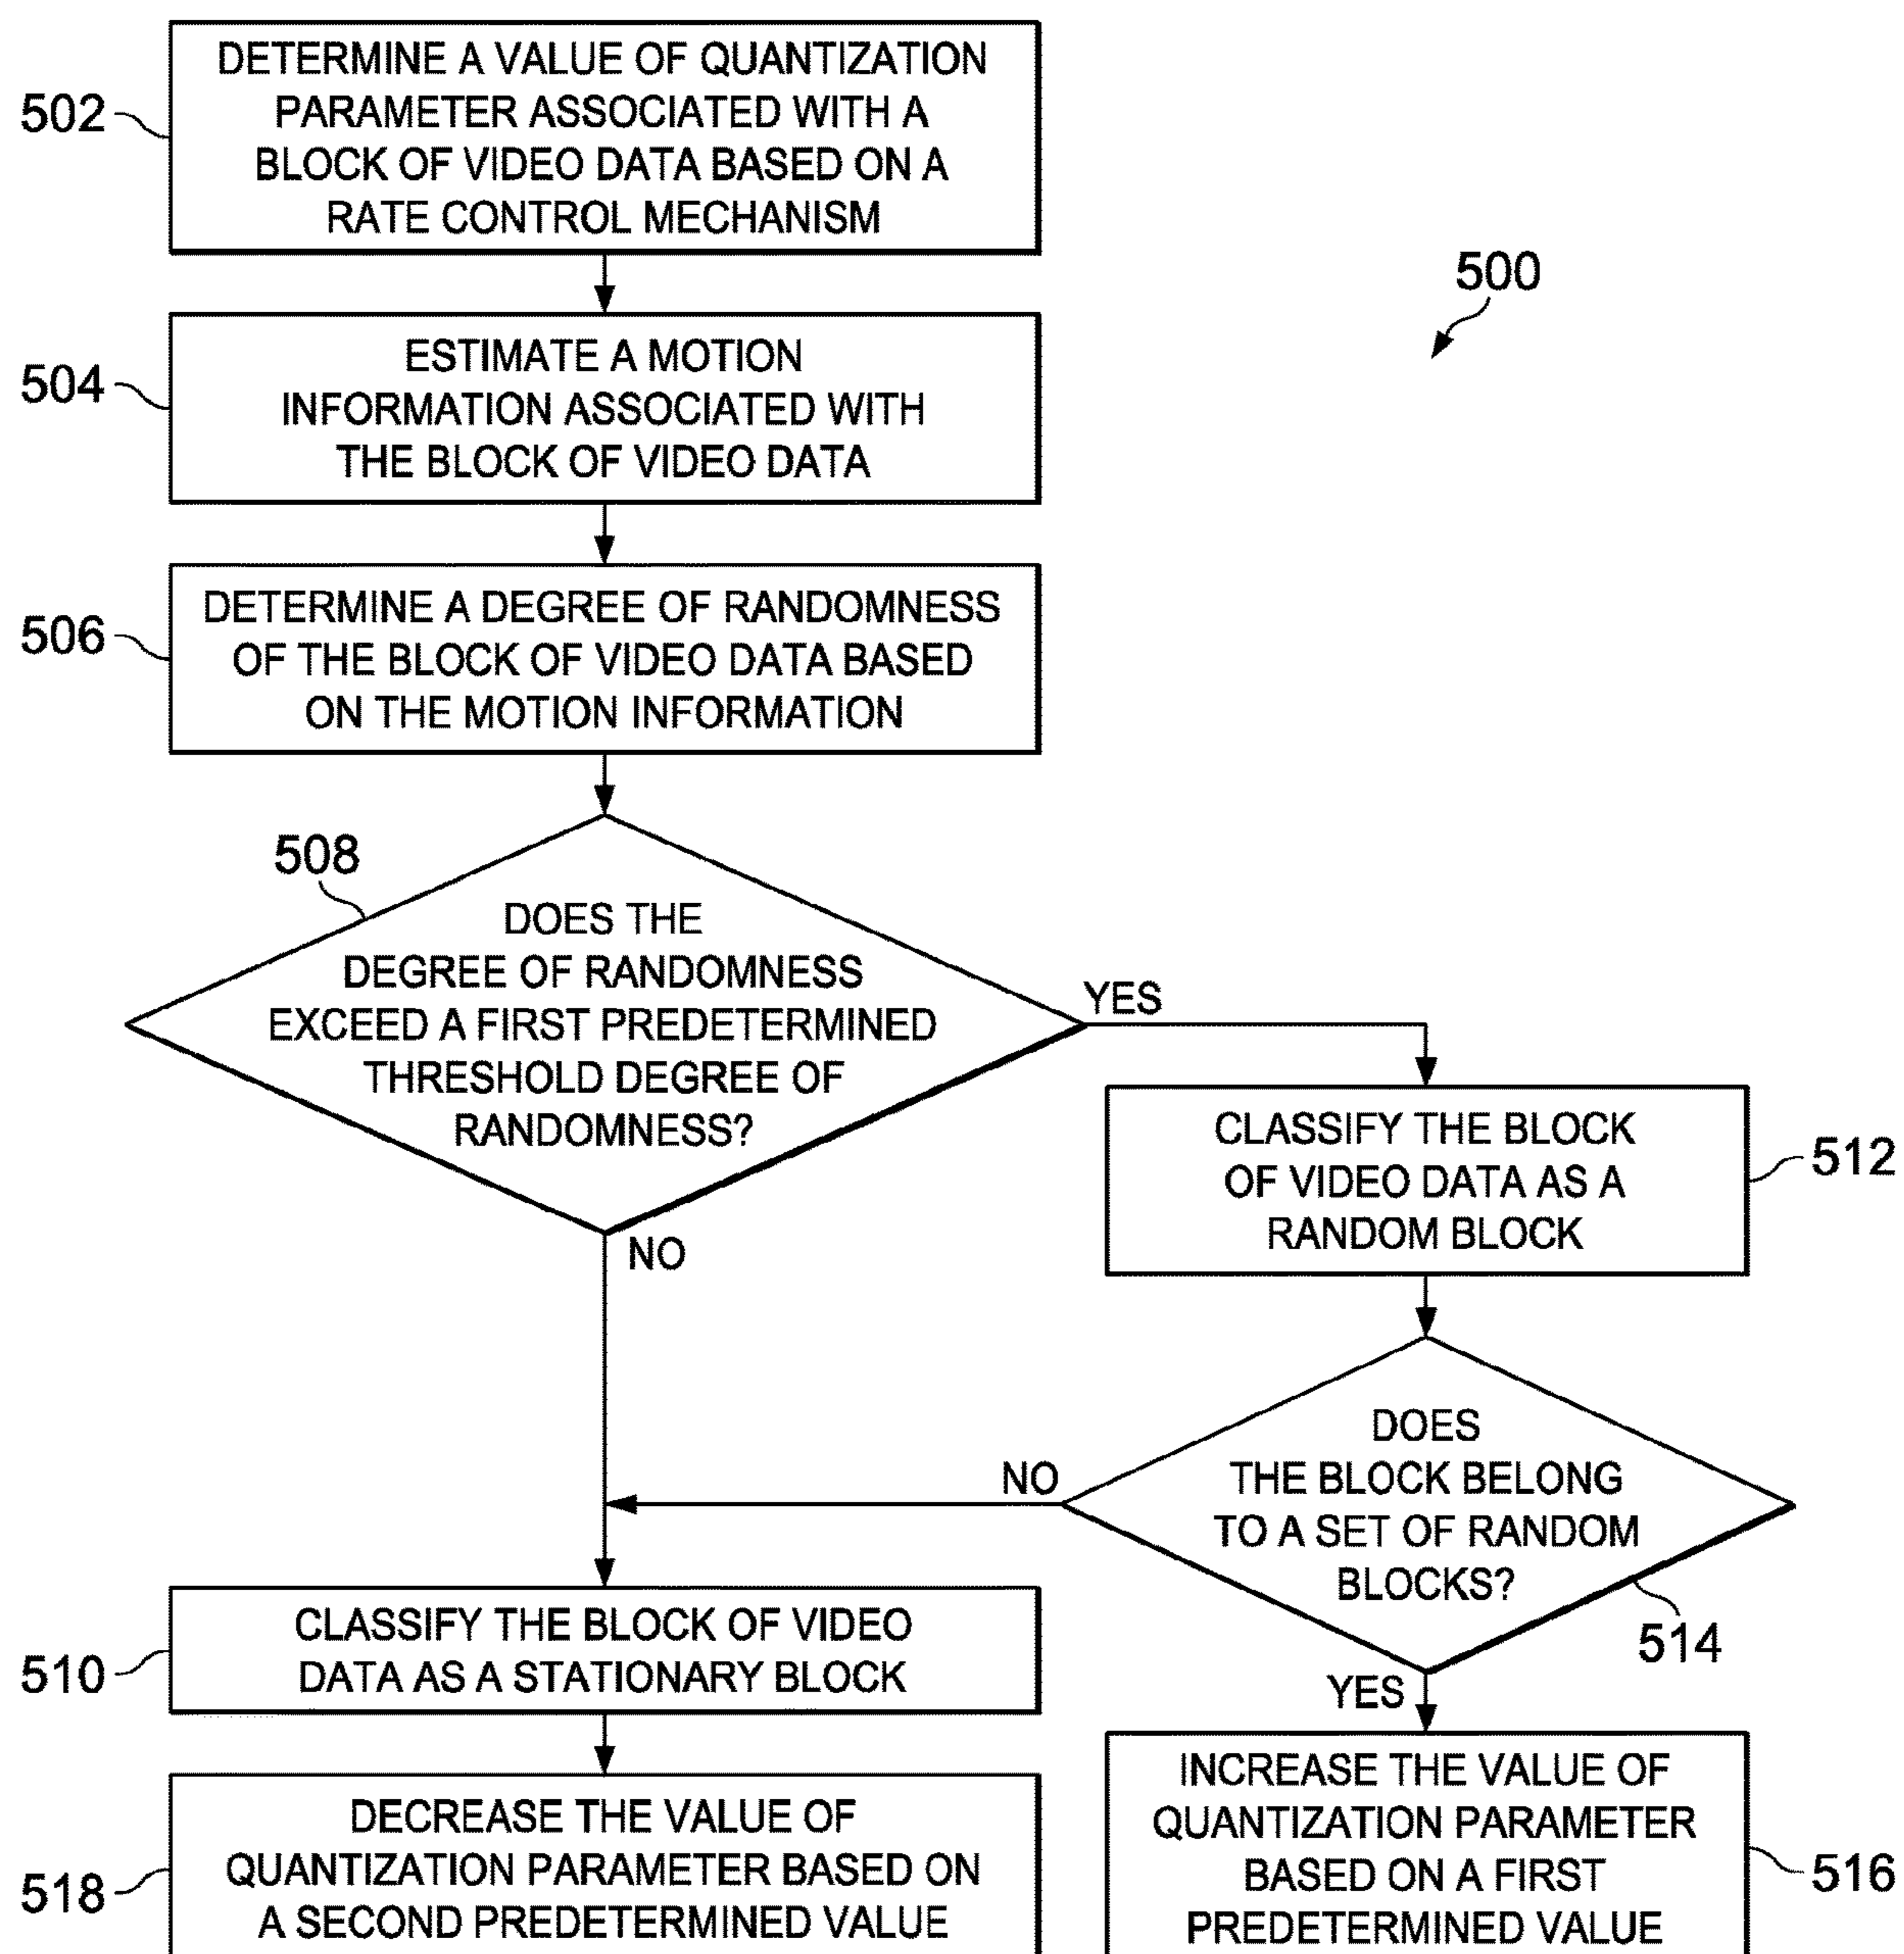 502
DETERMINE A VALUE OF QUANTIZATION
PARAMETER ASSOCIATED WITH A
BLOCK OF VIDEO DATA BASED ON A
RATE CONTROL MECHANISM
500
504
ESTIMATE A MOTION
INFORMATION ASSOCIATED WITH
THE BLOCK OF VIDEO DATA
506
DETERMINE A DEGREE OF RANDOMNESS
OF THE BLOCK OF VIDEO DATA BASED
ON THE MOTION INFORMATION
508
DOES THE
DEGREE OF RANDOMNESS
EXCEED A FIRST PREDETERMINED
THRESHOLD DEGREE OF
RANDOMNESS?
YES
NO
CLASSIFY THE BLOCK
OF VIDEO DATA AS A
RANDOM BLOCK
512
DOES
THE BLOCK BELONG
TO A SET OF RANDOM
BLOCKS?
NO
514
YES
510
CLASSIFY THE BLOCK OF VIDEO
DATA AS A STATIONARY BLOCK
518
DECREASE THE VALUE OF
QUANTIZATION PARAMETER BASED ON
A SECOND PREDETERMINED VALUE
INCREASE THE VALUE OF
QUANTIZATION PARAMETER
BASED ON A FIRST
PREDETERMINED VALUE
516